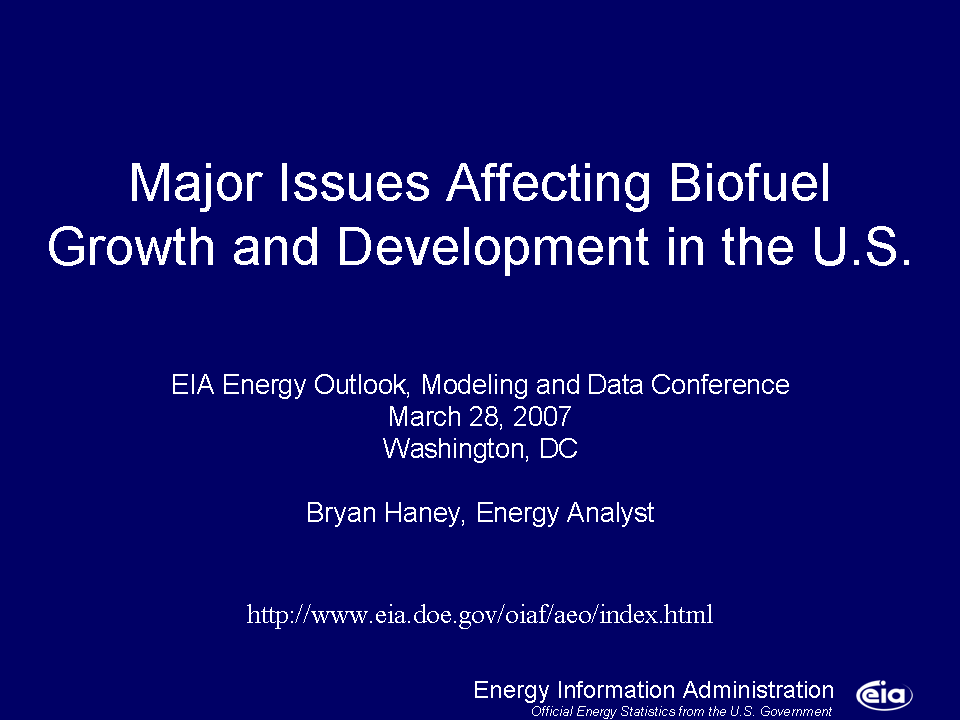 Major Issues Affecting Biofuel
Growth and Development in the U.S.
EIA Energy Outlook, Modeling and Data Conference
March 28, 2007
Washington, DC
Bryan Haney, Energy Analyst
http://www.eia.doe.gov/oiaf/aeo/index.html
Energy Information Administration
Official Energy Statistics from the U.S. Government
eia